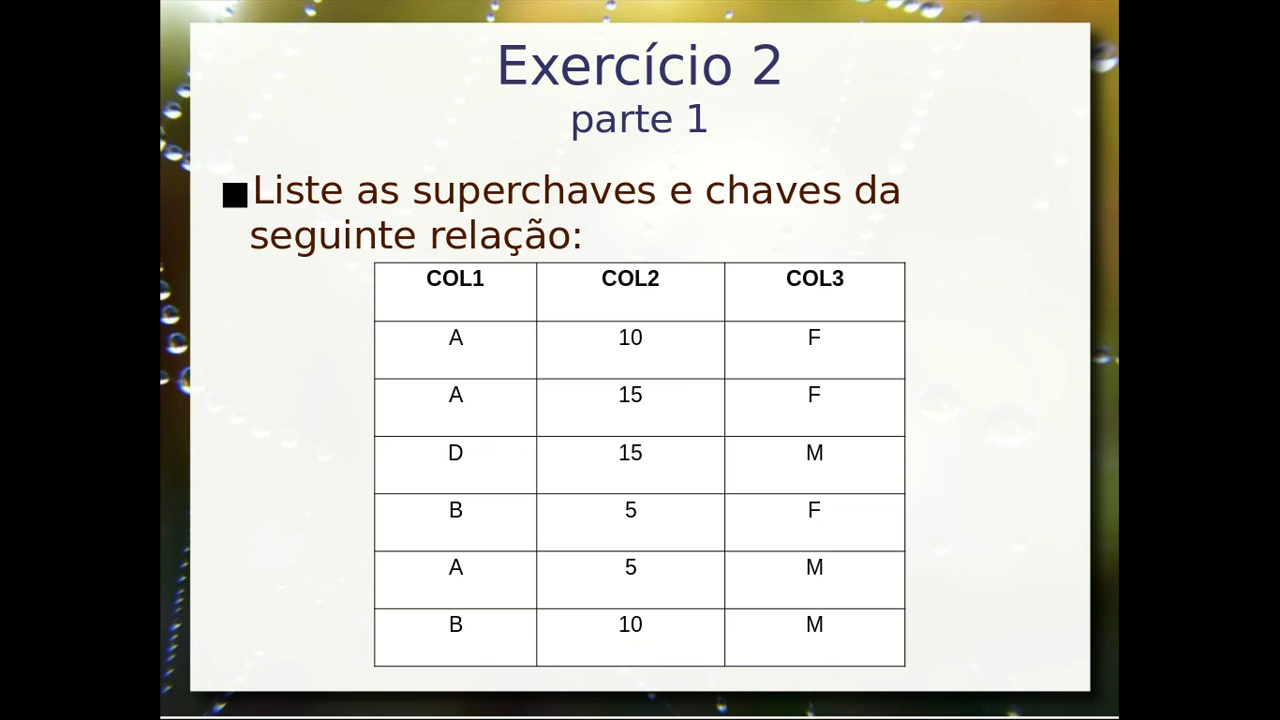 Exercício 2
parte 1
Liste as superchaves e chaves da
seguinte relação:
COL1 COL2 COL3
A 10 F
A 15 F
D 15 M
B 5 F
A 5 M
B 10 M